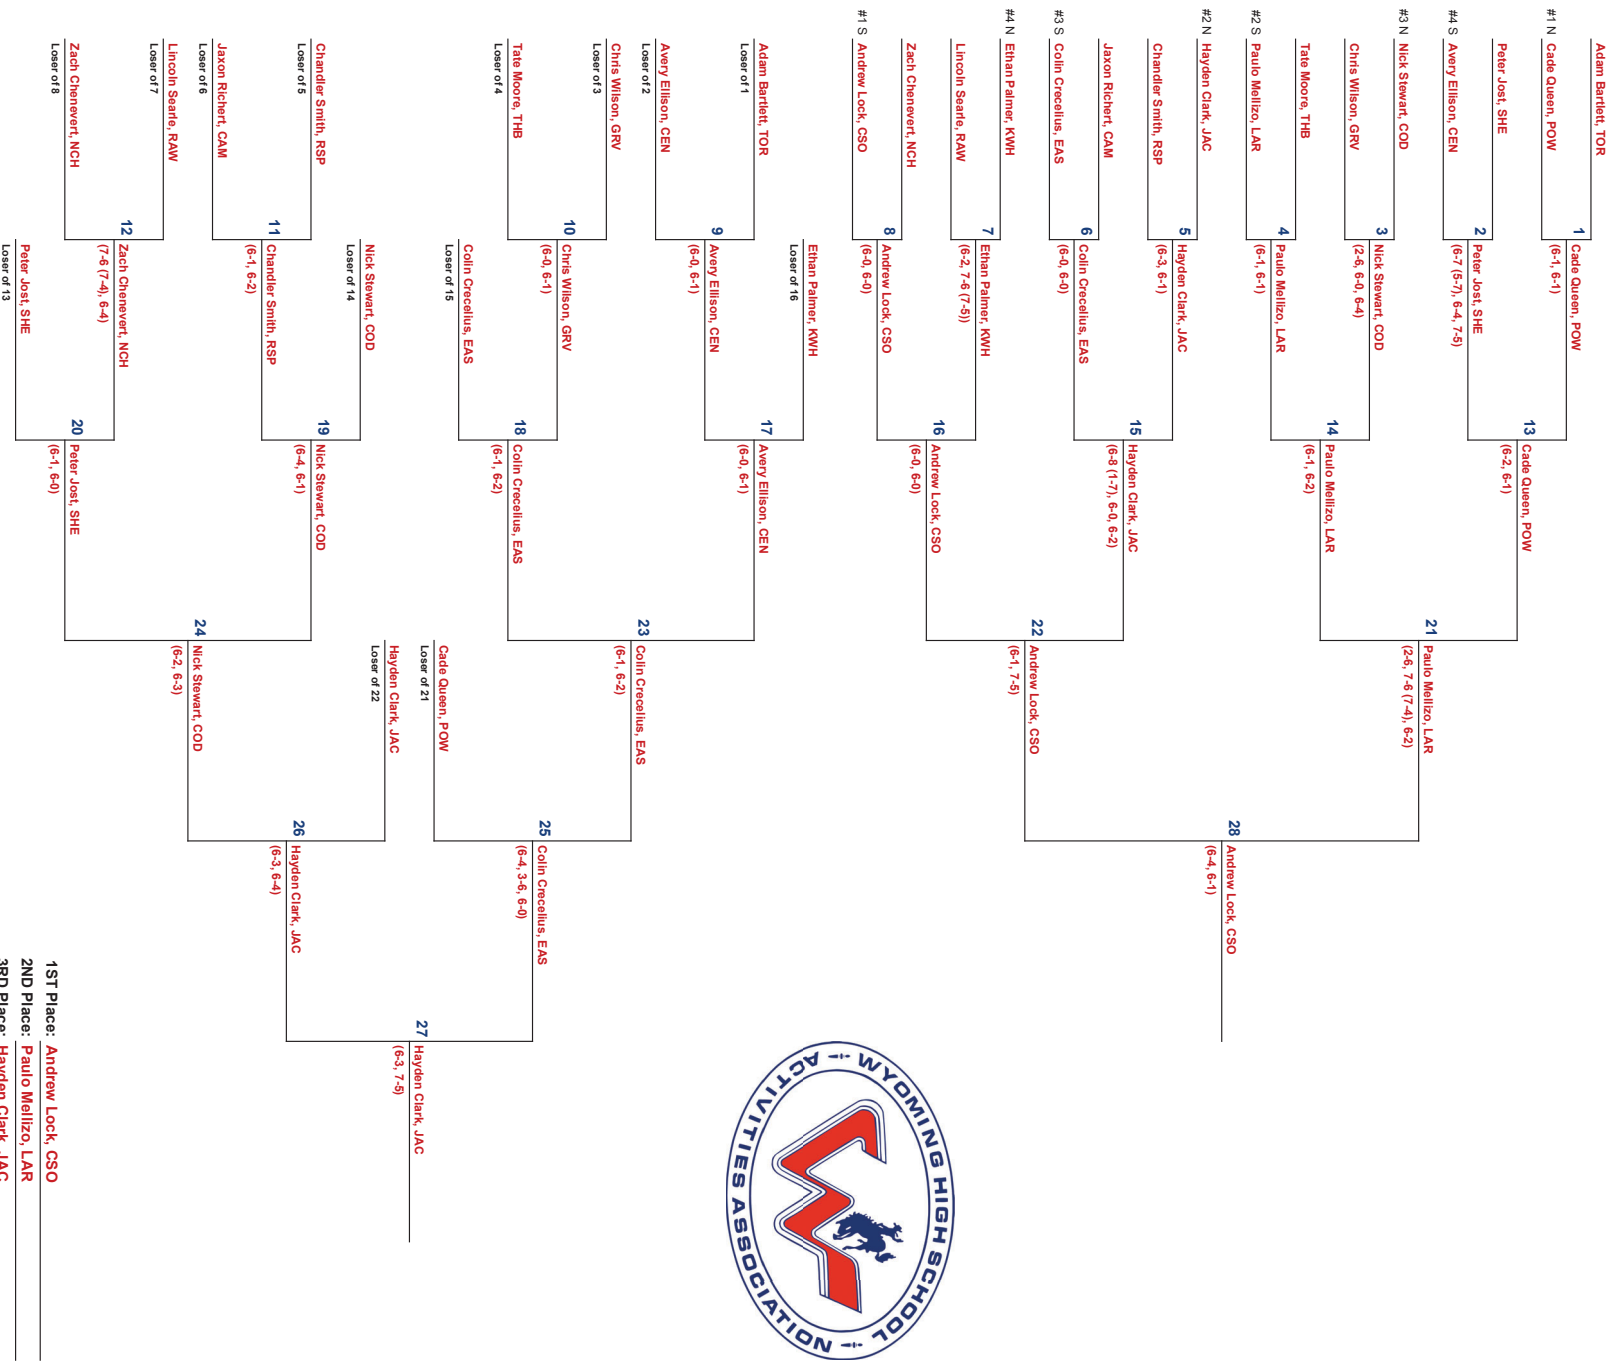 Adam Bartlett, TOR
#1 N Cade Queen, POW
Peter Jost, SHE
#4 S Avery Ellison, CEN
#3 N Nick Stewart, COD
Chris Wilson, GRV
Tate Moore, THB
#2 S Paulo Mellizo, LAR
#2 N Hayden Clark, JAC
Chandler Smith, RSP
Jaxon Richert, CAM
#3 S Colin Crecelius, EAS
#4 N Ethan Palmer, KWH
Lincoln Searle, RAW
Zach Chenevert, NCH
#1 S Andrew Lock, CSO
1 Cade Queen, POW
(6-1, 6-1)
2 Peter Jost, SHE
(6-7 (5-7), 6-4, 7-5)
3 Nick Stewart, COD
(2-6, 6-0, 6-4)
4 Paulo Mellizo, LAR
(6-1, 6-1)
5 Hayden Clark, JAC
(6-3, 6-1)
6 Colin Crecelius, EAS
(6-0, 6-0)
7 Ethan Palmer, KWH
(6-2, 7-6 (7-5))
8 Andrew Lock, CSO
(6-0, 6-0)
13 Cade Queen, POW
(6-2, 6-1)
14 Paulo Mellizo, LAR
(6-1, 6-2)
15 Hayden Clark, JAC
(6-8 (1-7), 6-0, 6-2)
16 Andrew Lock, CSO
(6-0, 6-0)
21 Paulo Mellizo, LAR
(2-6, 7-6 (7-4), 6-2)
22 Andrew Lock, CSO
(6-1, 7-5)
28 Andrew Lock, CSO
(6-4, 6-1)
Adam Bartlett, TOR
Loser of 1
Avery Ellison, CEN
Loser of 2
Chris Wilson, GRV
Loser of 3
Tate Moore, THB
Loser of 4
Chandler Smith, RSP
Loser of 5
Jaxon Richert, CAM
Loser of 6
Lincoln Searle, RAW
Loser of 7
Zach Chenevert, NCH
Loser of 8
Ethan Palmer, KWH
Loser of 16
9 Avery Ellison, CEN
(6-0, 6-1)
10 Chris Wilson, GRV
(6-0, 6-1)
Colin Crecelius, EAS
Loser of 15
Nick Stewart, COD
Loser of 14
11 Chandler Smith, RSP
(6-1, 6-2)
12 Zach Chenevert, NCH
(7-6 (7-4), 6-4)
Peter Jost, SHE
Loser of 13
17 Avery Ellison, CEN
(6-0, 6-1)
18 Colin Crecelius, EAS
(6-1, 6-2)
19 Nick Stewart, COD
(6-4, 6-1)
20 Peter Jost, SHE
(6-1, 6-0)
23 Colin Crecelius, EAS
(6-1, 6-2)
Cade Queen, POW
Loser of 21
Hayden Clark, JAC
Loser of 22
24 Nick Stewart, COD
(6-2, 6-3)
25 Colin Crecelius, EAS
(6-4, 3-6, 6-0)
26 Hayden Clark, JAC
(6-3, 6-4)
27 Hayden Clark, JAC
(6-3, 7-5)
WYOMING HIGH SCHOOL
ACTIVITIES ASSOCIATION
1ST Place: Andrew Lock, CSO
2ND Place: Paulo Mellizo, LAR
3RD Place: Hayden Clark, JAC